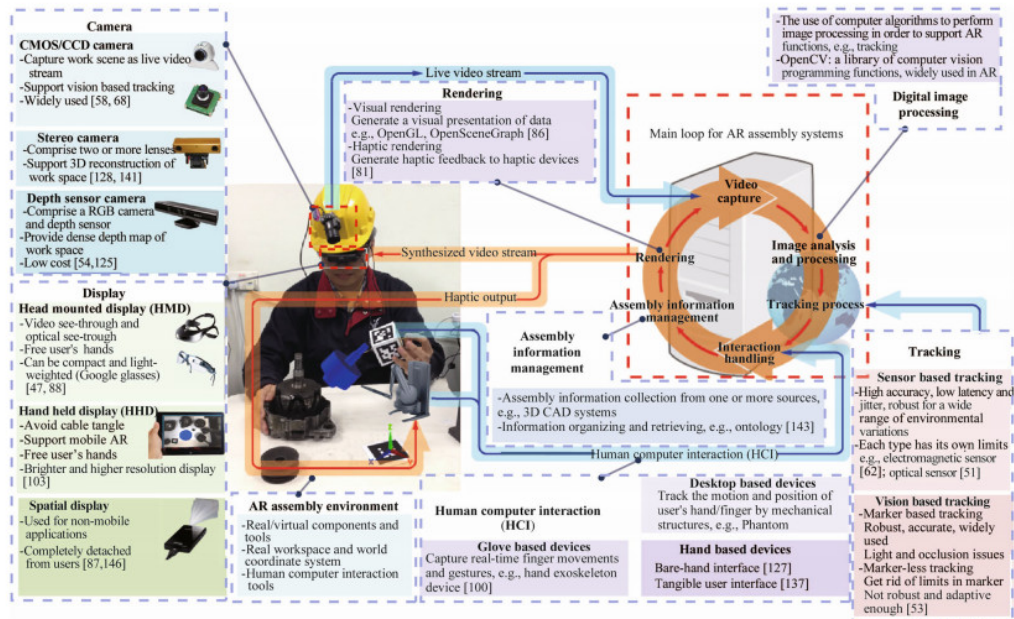 Camera
CMOS/CCD camera
-Capture work scene as live video
stream
-Support vision based tracking
-Widely used [58, 68]
Stereo camera
-Comprise two or more lenses
-Support 3D reconstruction of
work space [128, 141]
Depth sensor camera
-Comprise a RGB camera
and depth sensor
-Provide dense depth map of
work space
-Low cost [54,125]
Display
Head mounted display (HMD)
-Video see-through and
optical see-trough
-Free user's hands
-Can be compact and light-
weighted (Google glasses)
[47, 88]
Hand held display (HHD)
-Avoid cable tangle
-Support mobile AR
-Free user's hands
-Brighter and higher resolution display
[103]
Spatial display
-Used for non-mobile
applications
-Completely detached
from users [87,146]
Live video stream
Rendering
-Visual rendering
Generate a visual presentation of data
e.g., OpenGL, OpenSceneGraph [86]
-Haptic rendering
Generate haptic feedback to haptic devices
[81]
Synthesized video stream
Haptic output
-The use of computer algorithms to perform
image processing in order to support AR
functions, e.g., tracking
-OpenCV: a library of computer vision
programming functions, widely used in AR
Digital image
processing
Main loop for AR assembly systems
Video
capture
Image analysis
and processing
Tracking process
Interaction
handling
Assembly information
management
Rendering
Assembly
information
management
-Assembly information collection from one or more sources,
e.g., 3D CAD systems
-Information organizing and retrieving, e.g., ontology [143]
Human computer interaction (HCI)
AR assembly environment
-Real/virtual components and
tools
-Real workspace and world
coordinate system
-Human computer interaction
tools
Human computer interaction
(HCI)
Glove based devices
Capture real-time finger movements
and gestures, e.g., hand exoskeleton
device [100]
Desktop based devices
Track the motion and position of
user's hand/finger by mechanical
structures, e.g., Phantom
Hand based devices
Bare-hand interface [127]
Tangible user interface [137]
Tracking
Sensor based tracking
-High accuracy, low latency and
jitter, robust for a wide
range of environmental
variations
-Each type has its own limits
e.g., electromagnetic sensor
[62]; optical sensor [51]
Vision based tracking
-Marker based tracking
Robust, accurate, widely
used
Light and occlusion issues
-Marker-less tracking
Get rid of limits in marker
Not robust and adaptive
enough [53]